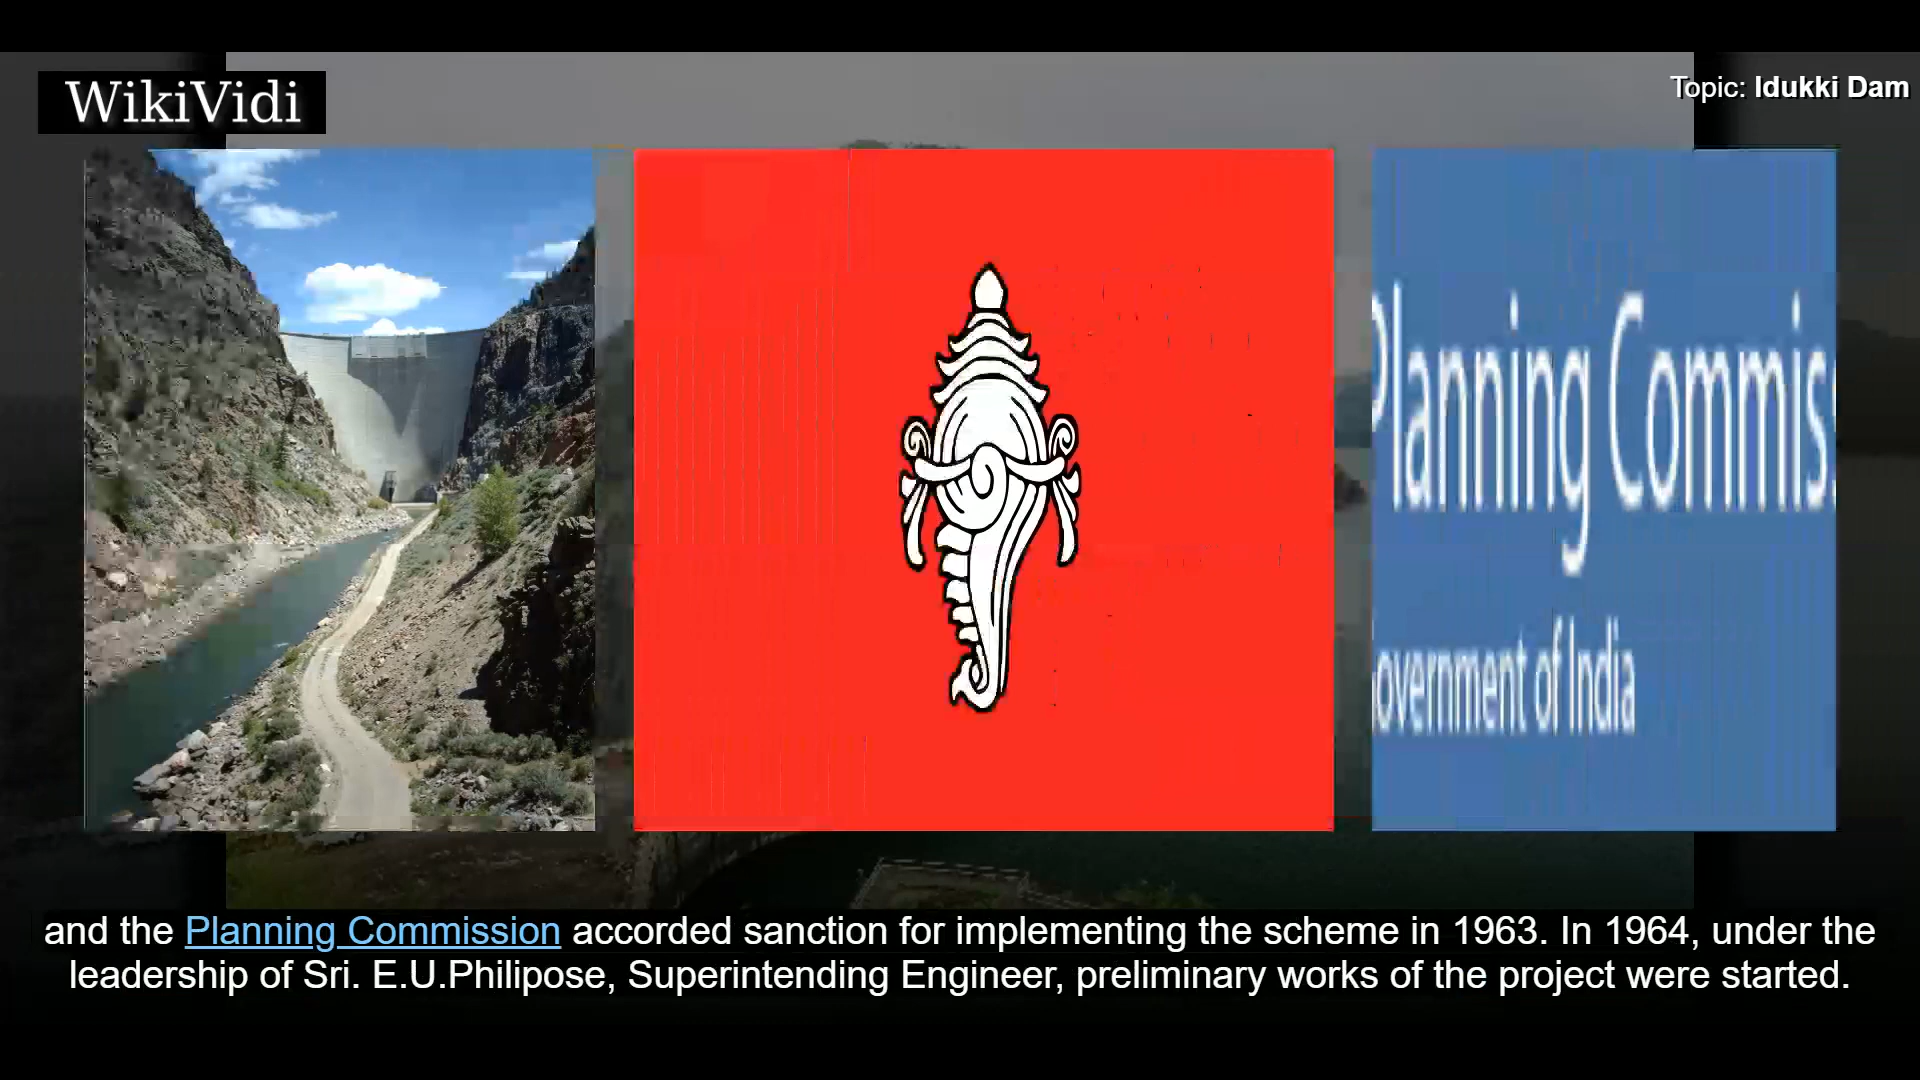 WikiVidi
Topic: Idukki Dam
Planning Commis
overnment of India
and the Planning Commission accorded sanction for implementing the scheme in 1963. In 1964, under the
leadership of Sri. E.U.Philipose, Superintending Engineer, preliminary works of the project were started.